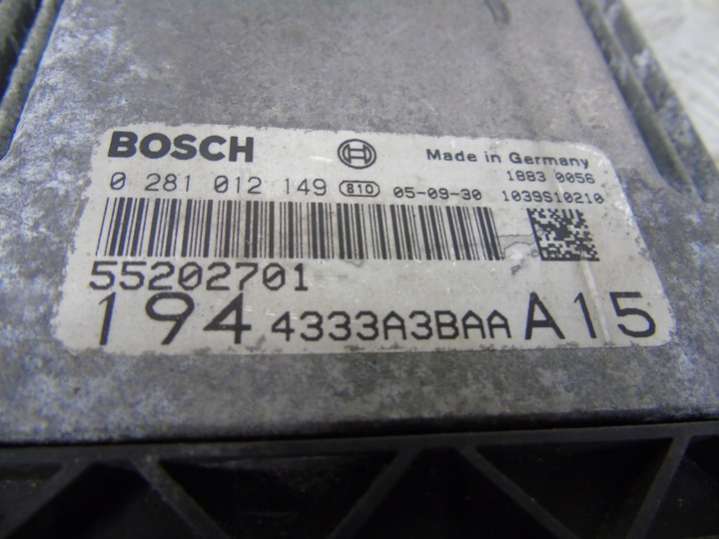 BOSCH Made in Germany
1883 0056
0 281 012 149 810 05-09-30 1039S10210
55202701
194 4333A3BAA A15